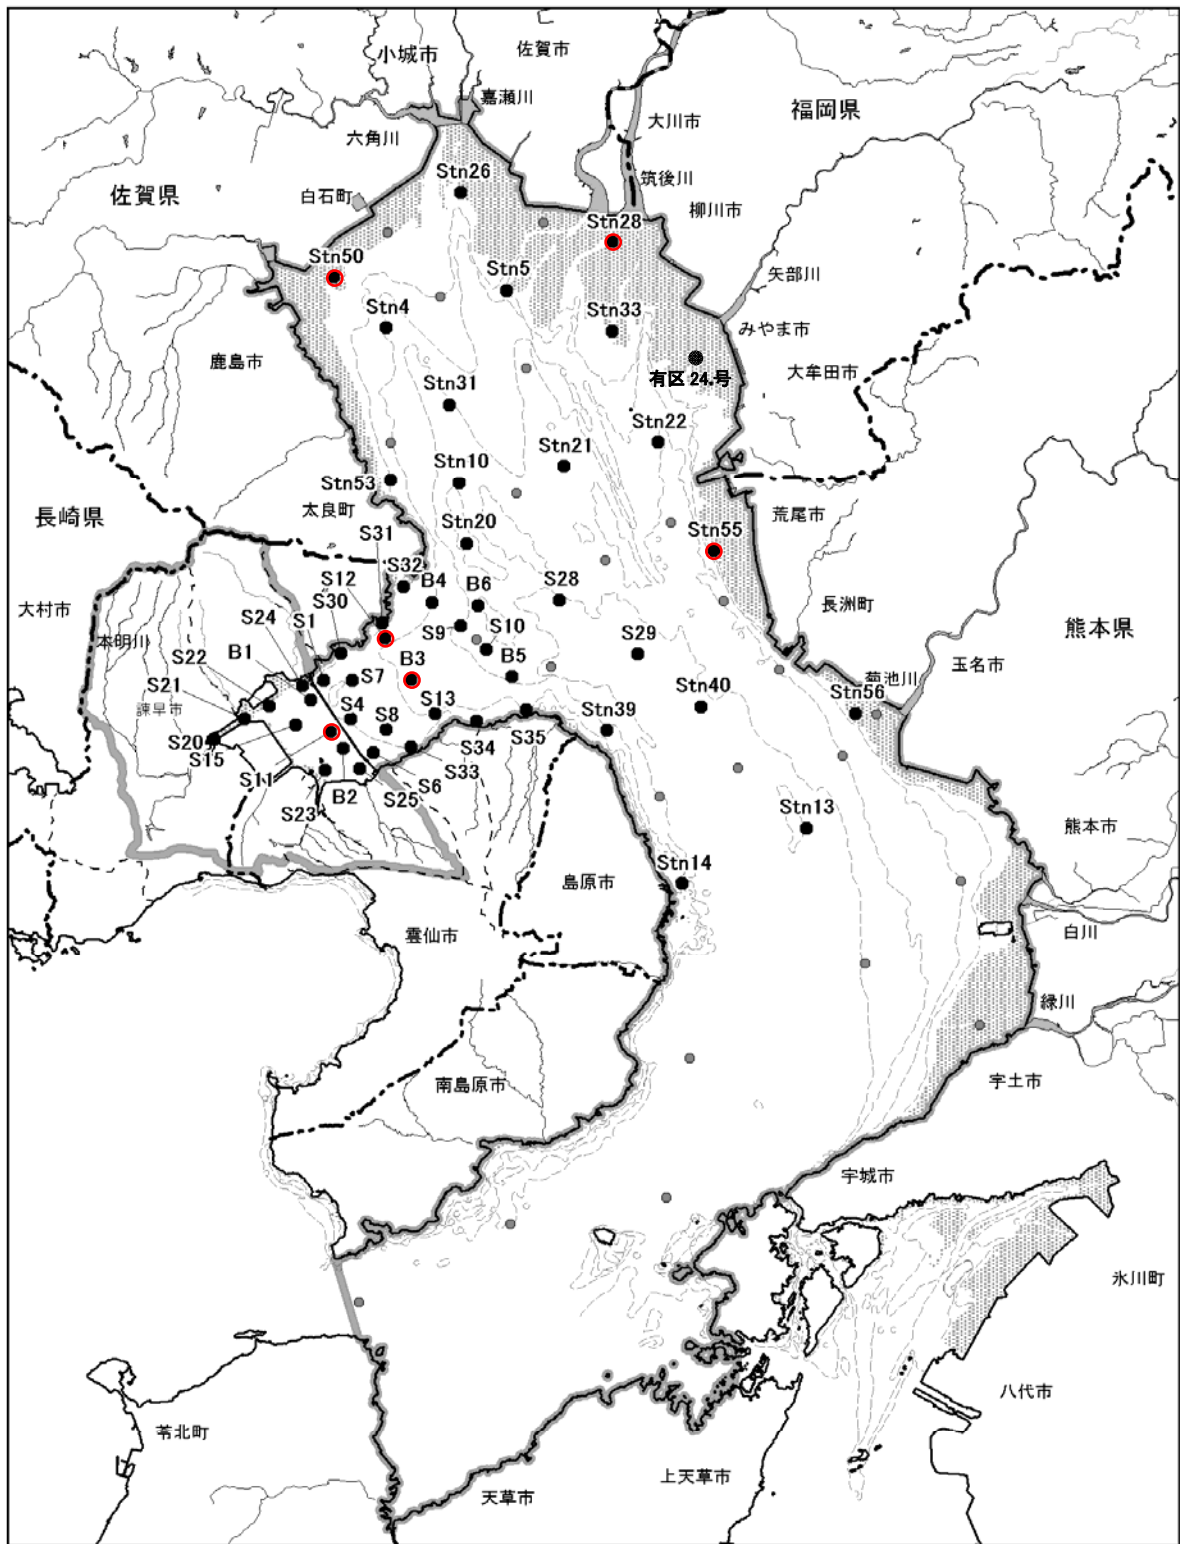 佐賀市
小城市
嘉瀬川
福岡県
大川市
六角川
Stn26
筑後川
佐賀県
白石町
柳川市
Stn28
Stn50
Stn5
矢部川
Stn4
Stn33
みやま市
鹿島市
大牟田市
有区24.号
Stn31
Stn22
Stn21
Stn10
Stn53
長崎県
太良町
荒尾市
Stn20
Stn55
S31
S32
S12
B4
B6
S28
S30
大村市
長洲町
S24
S1
熊本県
本明川
S9
S10
S29
B1
S22
B3
B5
玉名市
S21
S7
菊池川
Stn40
Stn56
諫早市
S4
S13
S8
Stn39
S20
S15
S34
S35
S11
S6
S33
S25
B2
S23
Stn13
熊本市
Stn14
島原市
雲仙市
白川
緑川
南島原市
宇土市
宇城市
氷川町
八代市
苓北町
上天草市
天草市